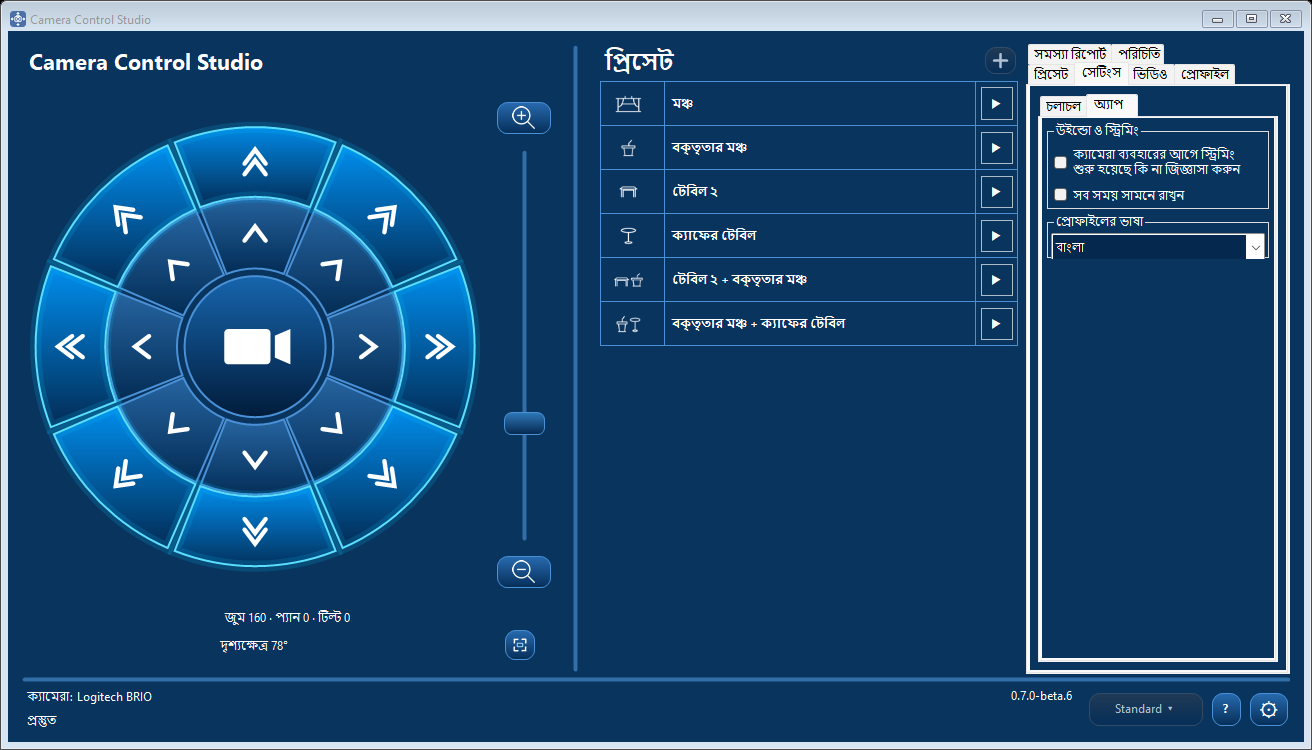 Camera Control Studio
Camera Control Studio
জুম 160 · প্যান 0 · টিল্ট 0
দৃশ্যক্ষেত্র 78°
প্রিসেট
মঞ্চ
বক্তৃতার মঞ্চ
টেবিল ২
ক্যাফের টেবিল
টেবিল ২ + বক্তৃতার মঞ্চ
বক্তৃতার মঞ্চ + ক্যাফের টেবিল
সমস্যা রিপোর্ট পরিচিতি
প্রিসেট সেটিংস ভিডিও প্রোফাইল
চলাচল অ্যাপ
উইন্ডো ও স্ট্রিমিং
ক্যামেরা ব্যবহারের আগে স্ট্রিমিং
শুরু হয়েছে কি না জিজ্ঞাসা করুন
সব সময় সামনে রাখুন
প্রোফাইলের ভাষা
বাংলা
ক্যামেরা: Logitech BRIO
প্রস্তুত
0.7.0-beta.6
Standard
?